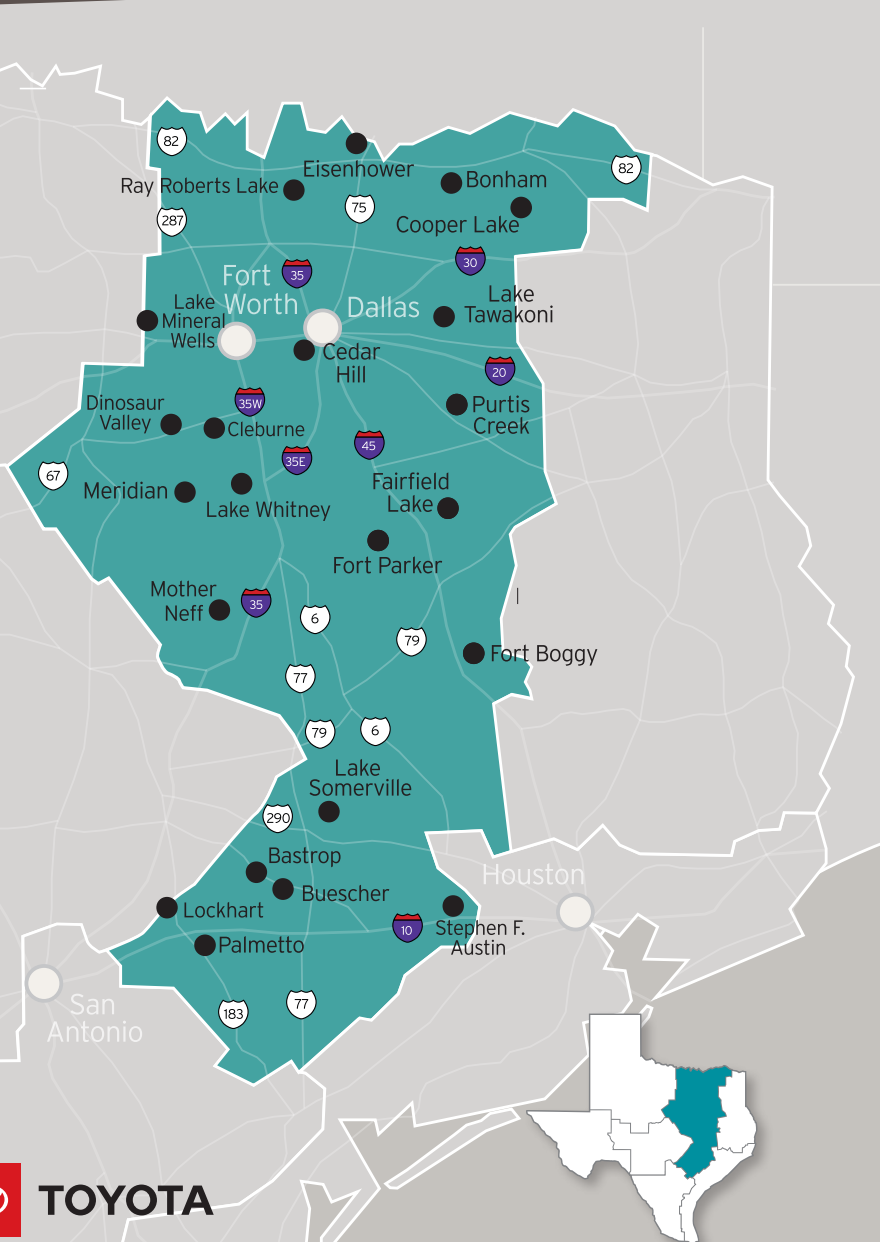 82
Eisenhower
82
Ray Roberts Lake
Bonham
75
287
Cooper Lake
35
30
Fort
Worth
Lake
Mineral
Wells
Dallas
Lake
Tawakoni
Cedar
Hill
20
35W
Dinosaur
Valley
Cleburne
Purtis
Creek
45
35E
67
Meridian
Lake Whitney
Fairfield
Lake
Fort Parker
Mother
Neff
35
6
79
Fort Boggy
77
79
6
Lake
Somerville
290
Bastrop
Buescher
Houston
Lockhart
10
Stephen F.
Austin
Palmetto
San
Antonio
183
77
TOYOTA